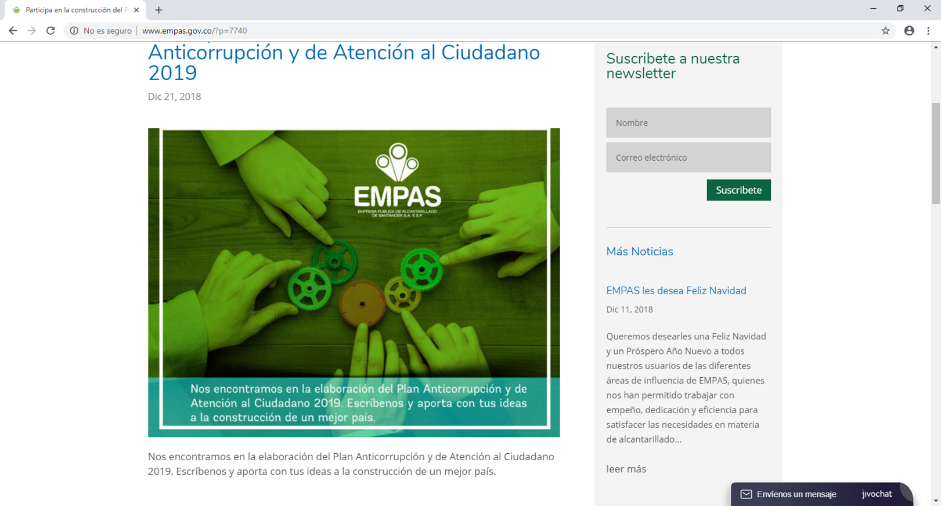 Participa en la construcción del P
No es seguro
www.empas.gov.co/?p=7740
Anticorrupción y de Atención al Ciudadano
2019
Dic 21, 2018
EMPAS
EMPRESA PÚBLICA DE ALCANTARILLADO
DE SANTANDER S.A. E.S.P.
Nos encontramos en la elaboración del Plan Anticorrupción y de
Atención al Ciudadano 2019. Escríbenos y aporta con tus ideas
a la construcción de un mejor país.
Nos encontramos en la elaboración del Plan Anticorrupción y de Atención al Ciudadano
2019. Escríbenos y aporta con tus ideas a la construcción de un mejor país.
Suscribete a nuestra
newsletter
Nombre
Correo electrónico
Suscribete
Más Noticias
EMPAS les desea Feliz Navidad
Dic 11, 2018
Queremos desearles una Feliz Navidad
y un Próspero Año Nuevo a todos
nuestros usuarios de las diferentes
áreas de influencia de EMPAS, quienes
nos han permitido trabajar con
empeño, dedicación y eficiencia para
satisfacer las necesidades en materia
de alcantarillado...
leer más
Envíenos un mensaje
jivochat